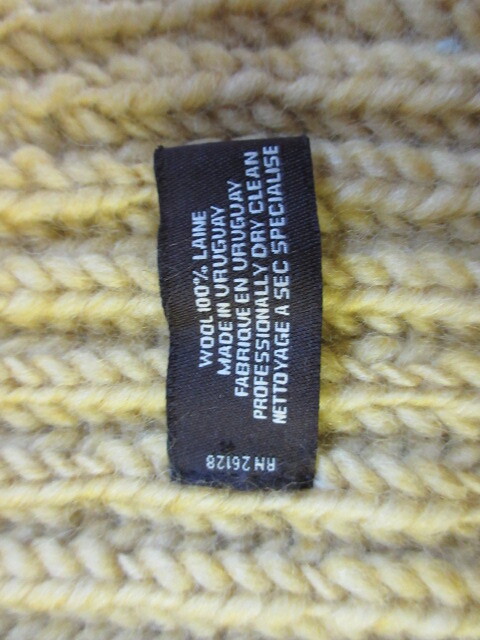 WOOL 100% LAINE
MADE IN URUGUAY
FABRIQUE EN URUGUAY
PROFESSIONALLY DRY CLEAN
NETTOYAGE A SEC SPECIALISE
RN 26128